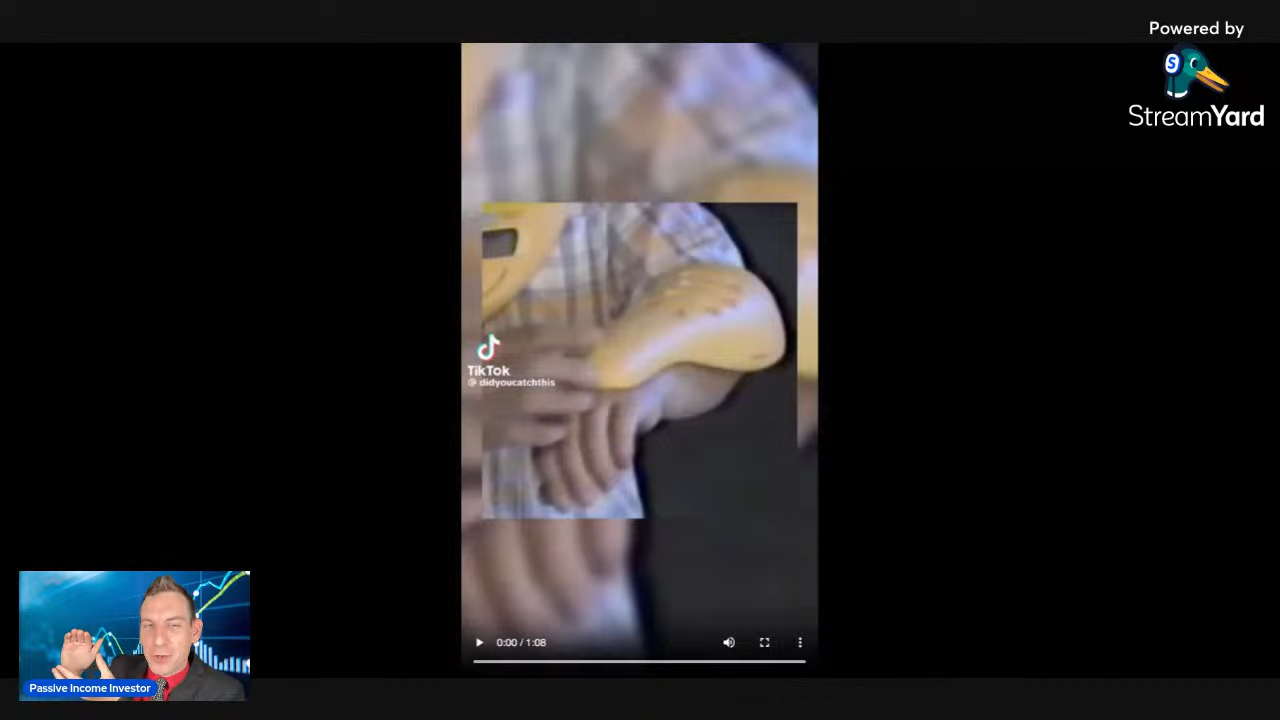 Powered by
StreamYard
TikTok
@ didyoucatchthis
0:00 / 1:08
Passive Income Investor